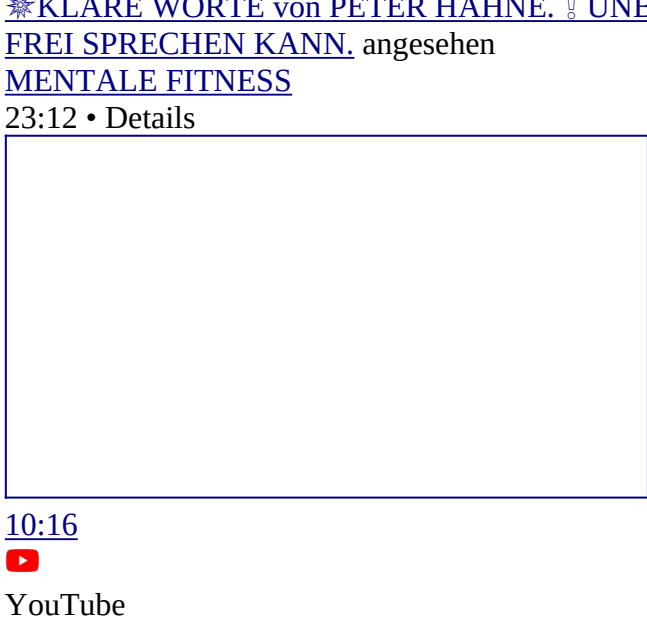 ✵KLARE WORTE von PETER HAHNE. ❕
FREI SPRECHEN KANN. angesehen
MENTALE FITNESS
23:12 • Details
10:16
YouTube